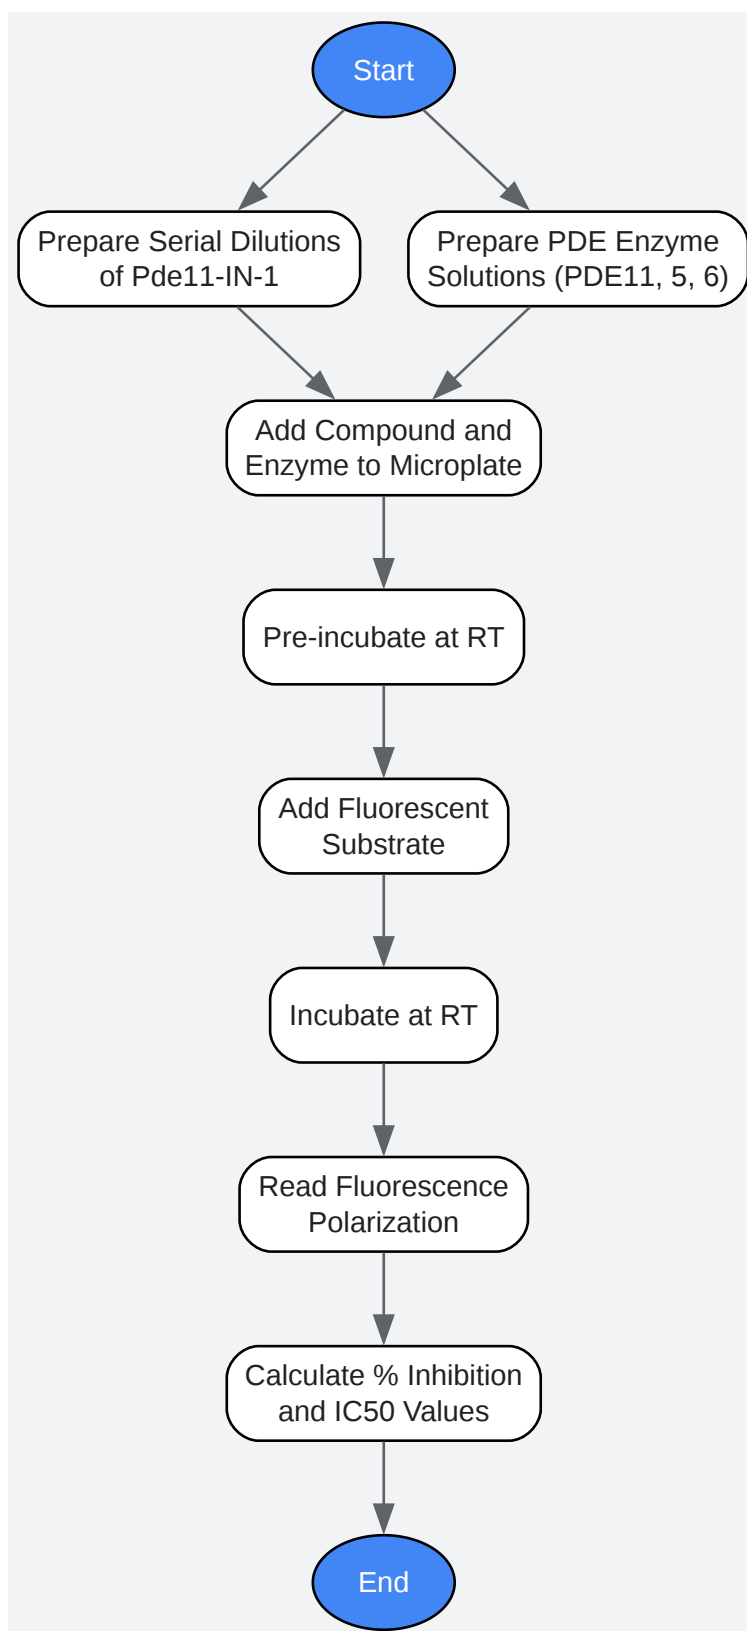 Start
Prepare Serial Dilutions
of Pde11-IN-1
Prepare PDE Enzyme
Solutions (PDE11, 5, 6)
Add Compound and
Enzyme to Microplate
Pre-incubate at RT
Add Fluorescent
Substrate
Incubate at RT
Read Fluorescence
Polarization
Calculate % Inhibition
and IC50 Values
End